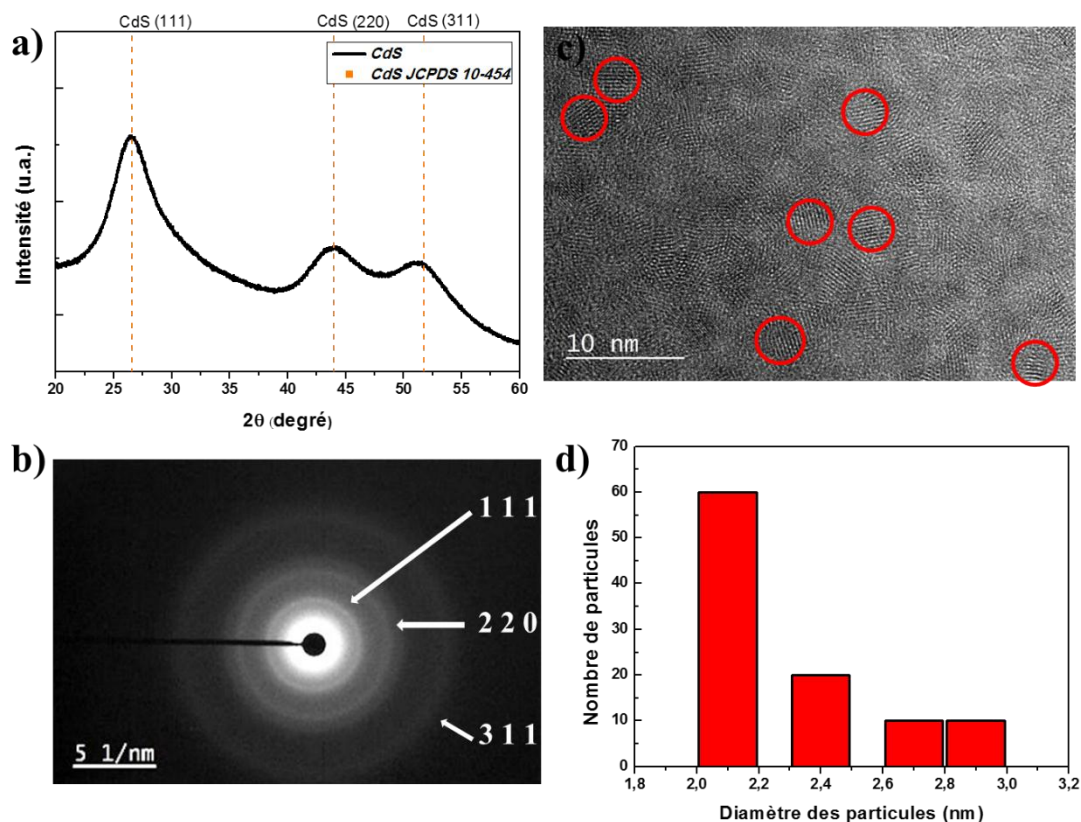 a)
CdS (111)
CdS (220)
CdS (311)
CdS
CdS JCPDS 10-454
Intensité (u.a.)
20 25 30 35 40 45 50 55 60
2θ (degré)
b)
1 1 1
2 2 0
3 1 1
5 1/nm
c)
10 nm
d)
70
60
50
40
30
20
10
0
Nombre de particules
1,8 2,0 2,2 2,4 2,6 2,8 3,0 3,2
Diamètre des particules (nm)